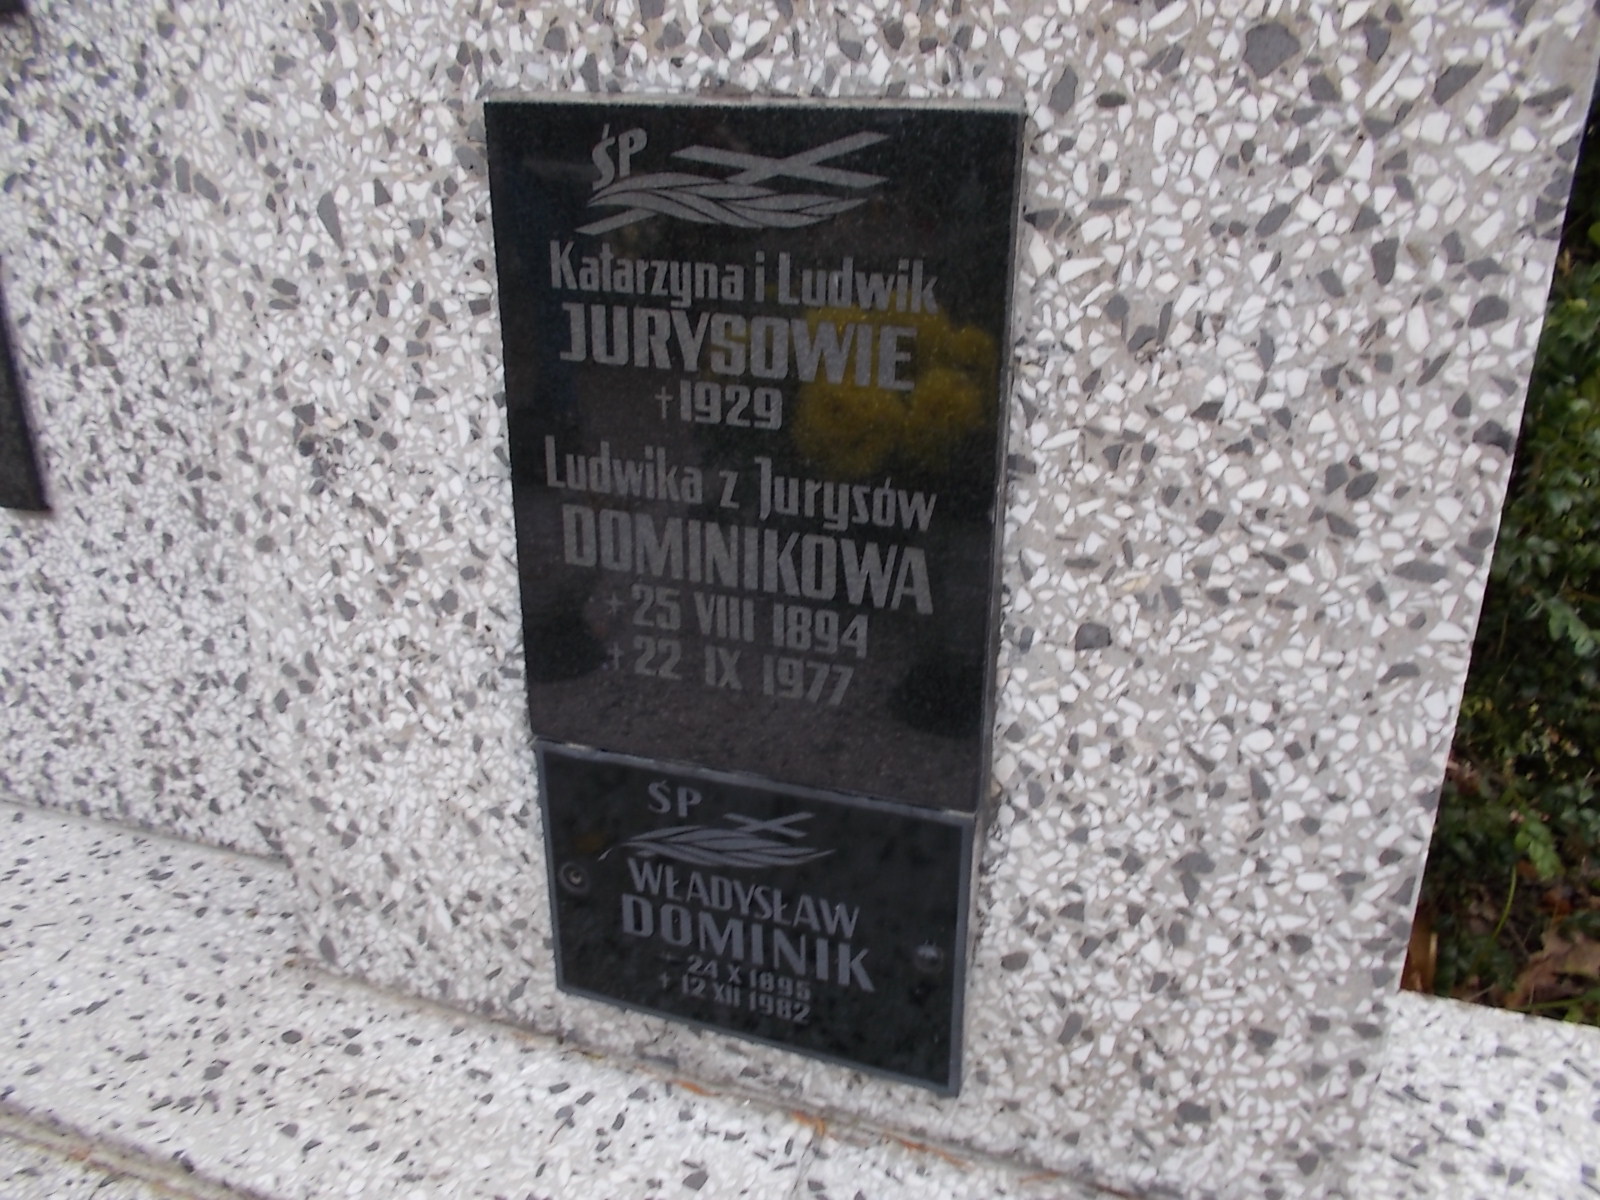 ŚP
Katarzyna i Ludwik
JURYSOWIE
†1929
Ludwika z Jurysów
DOMINIKOWA
+ 25 VIII 1894
† 22 IX 1977
ŚP
WŁADYSŁAW
DOMINIK
24 X 1895
† 12 XII 1982